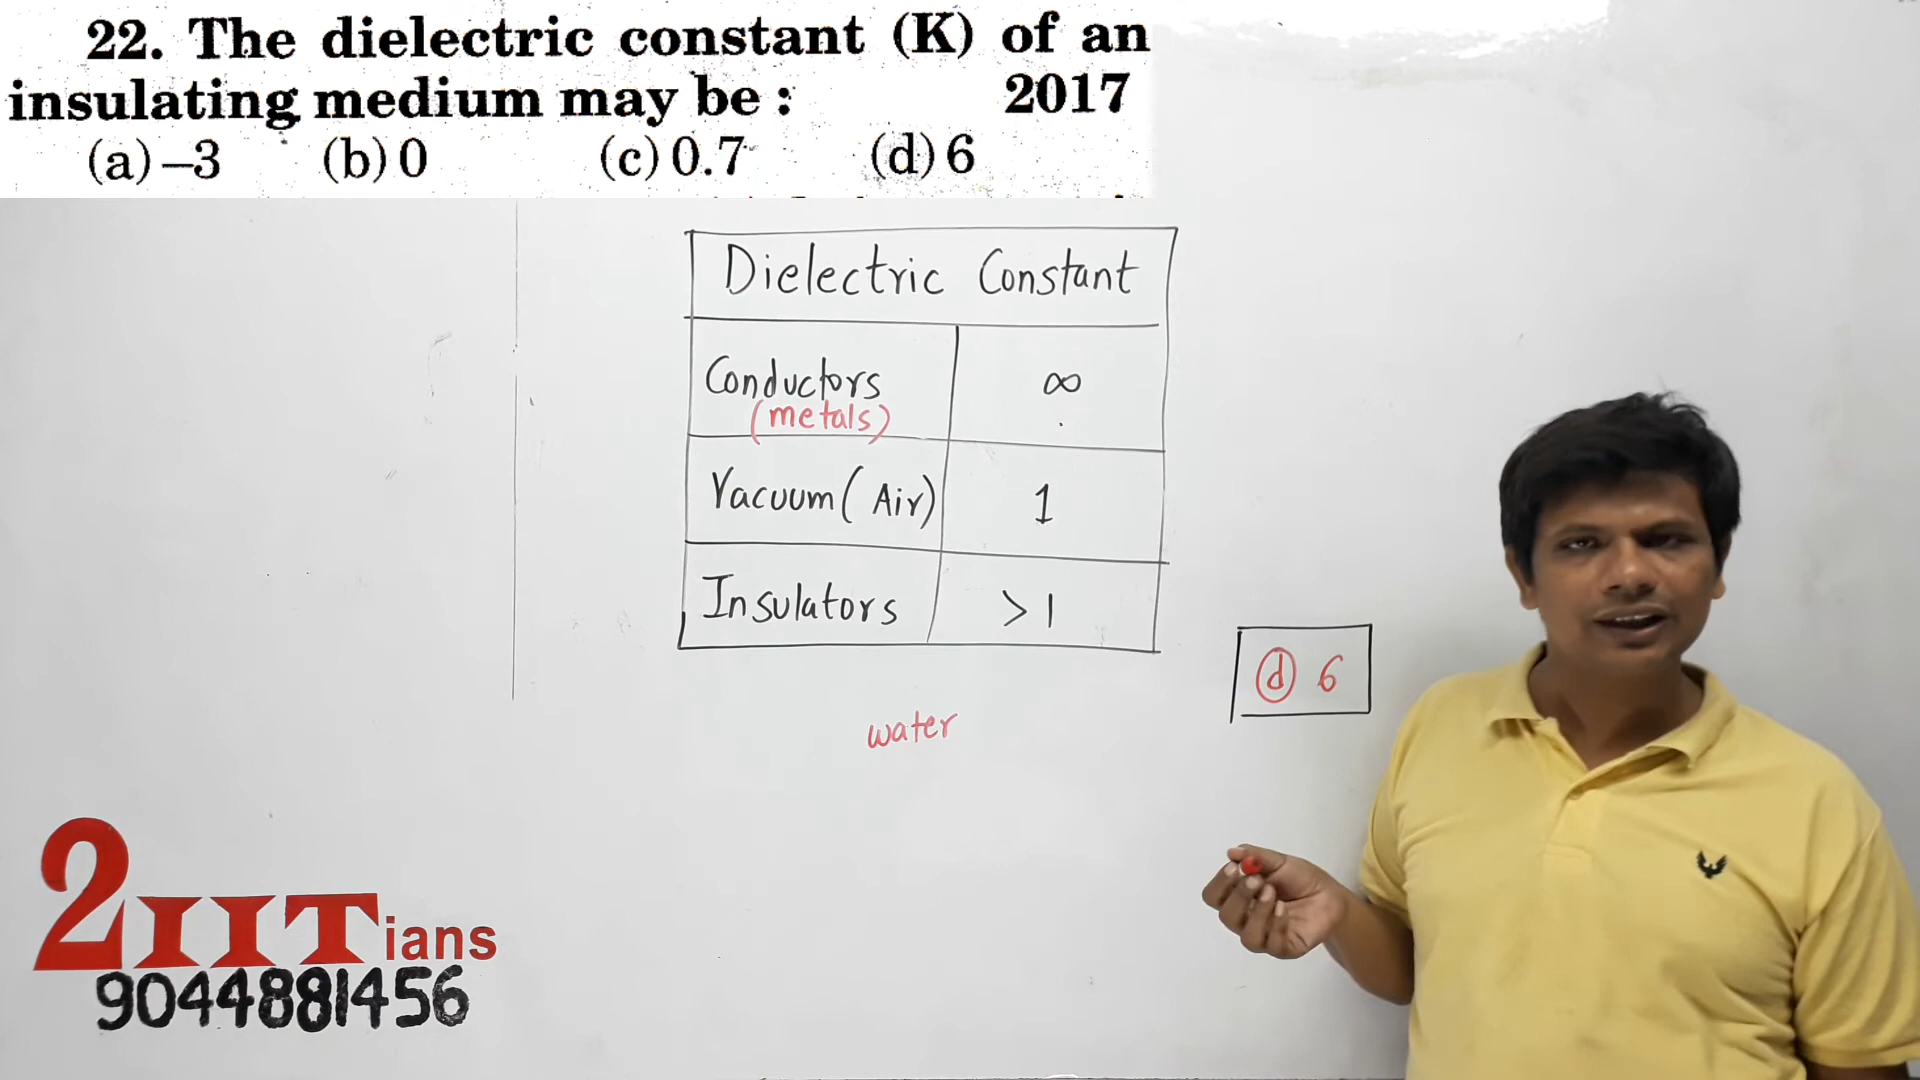 22. The dielectric constant (K) of an
insulating medium may be : 2017
(a) –3 (b) 0 (c) 0.7 (d) 6
Dielectric Constant
Conductors ∞
(metals)
Vacuum (Air) 1
Insulators > 1
(d) 6
water
2IITians
9044881456